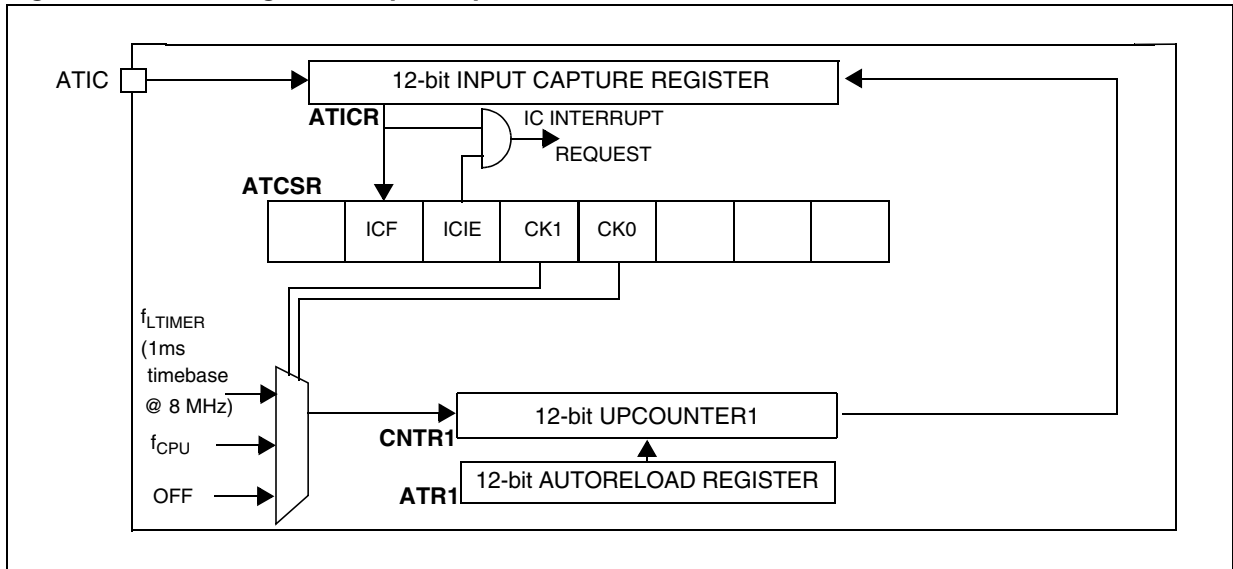 ATIC
12-bit INPUT CAPTURE REGISTER
ATICR
IC INTERRUPT
REQUEST
ATCSR
ICF
ICIE
CK1
CK0
fLTIMER
(1ms
timebase
@ 8 MHz)
fCPU
OFF
12-bit UPCOUNTER1
CNTR1
12-bit AUTORELOAD REGISTER
ATR1